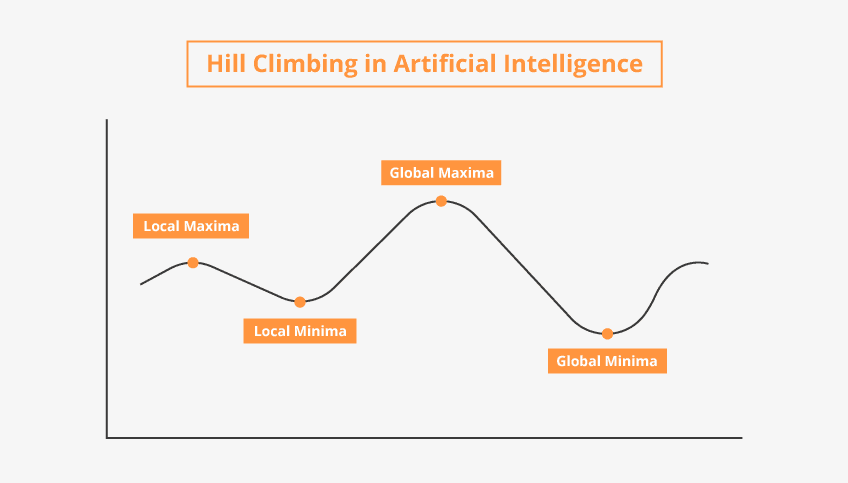 Hill Climbing in Artificial Intelligence
Global Maxima
Local Maxima
Local Minima
Global Minima